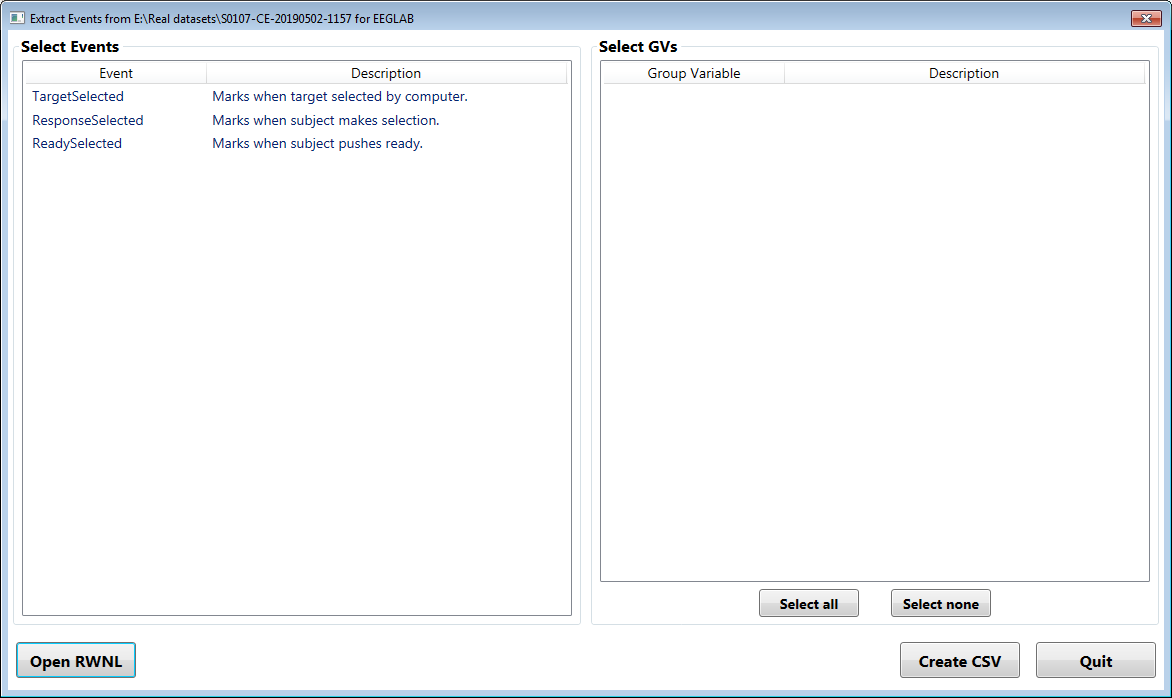 Extract Events from E:\Real datasets\S0107-CE-20190502-1157 for EEGLAB
Select Events
Event Description
TargetSelected Marks when target selected by computer.
ResponseSelected Marks when subject makes selection.
ReadySelected Marks when subject pushes ready.
Select GVs
Group Variable Description
Select all Select none
Open RWNL Create CSV Quit